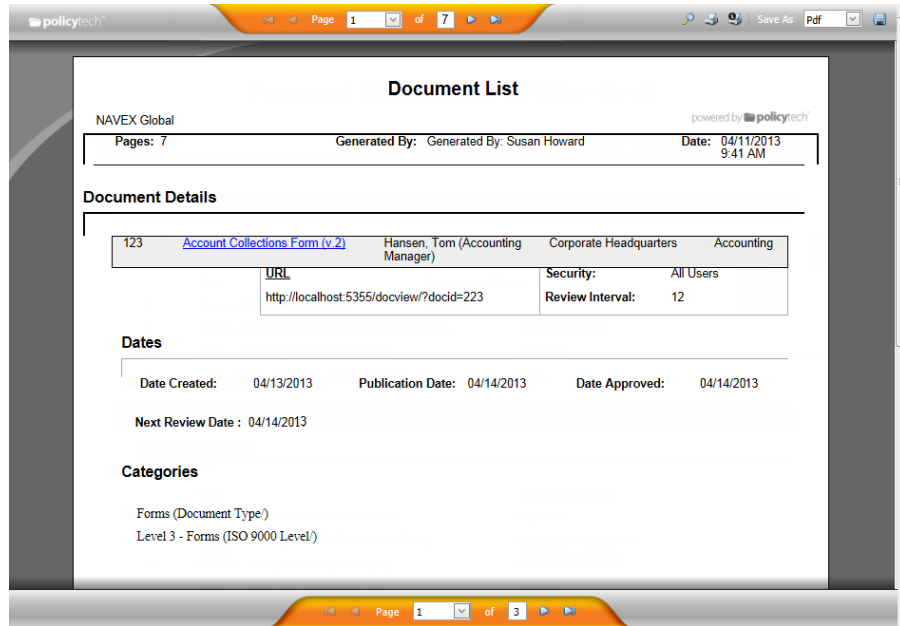 policytech
Page 1 of 7
Save As Pdf
Document List
NAVEX Global
powered by policytech
Pages: 7 Generated By: Generated By: Susan Howard Date: 04/11/2013
9:41 AM
Document Details
123 Account Collections Form (v.2) Hansen, Tom (Accounting Corporate Headquarters Accounting
Manager)
URL Security: All Users
http://localhost:5355/docview/?docid=223 Review Interval: 12
Dates
Date Created: 04/13/2013 Publication Date: 04/14/2013 Date Approved: 04/14/2013
Next Review Date : 04/14/2013
Categories
Forms (Document Type/)
Level 3 - Forms (ISO 9000 Level/)
Page 1 of 3